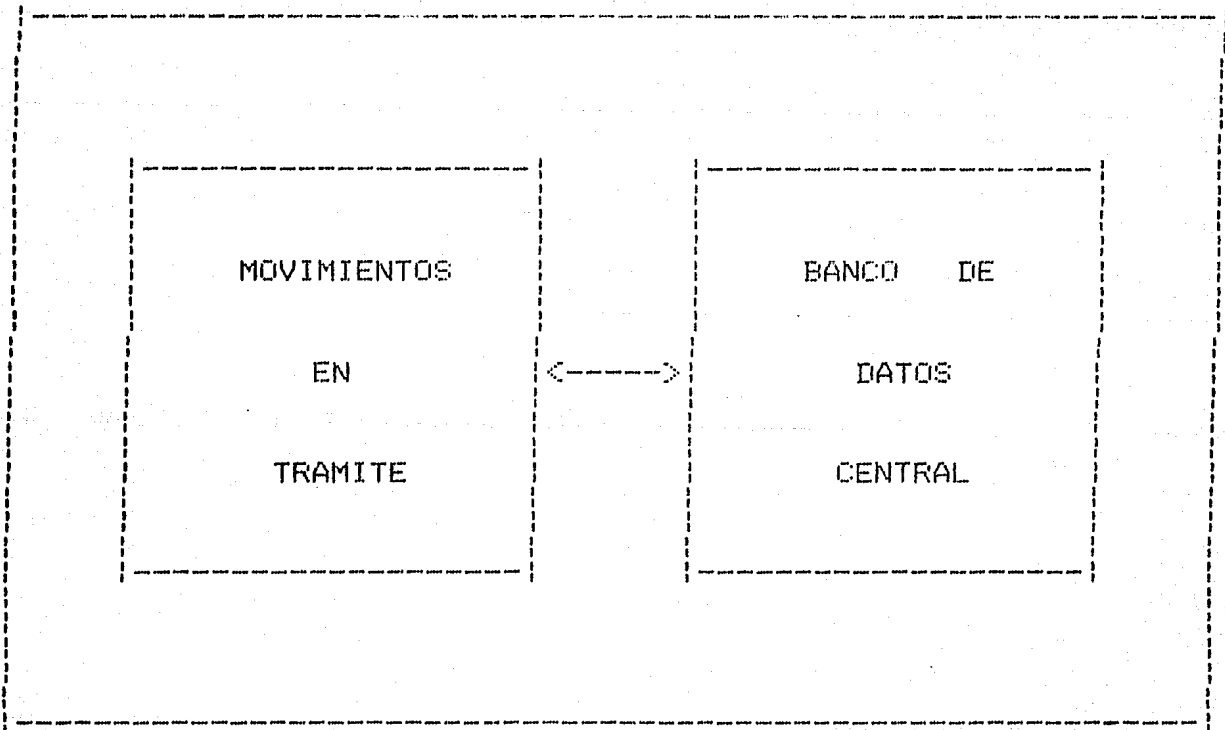 MOVIMIENTOS
EN
TRAMITE
<----->
BANCO DE
DATOS
CENTRAL